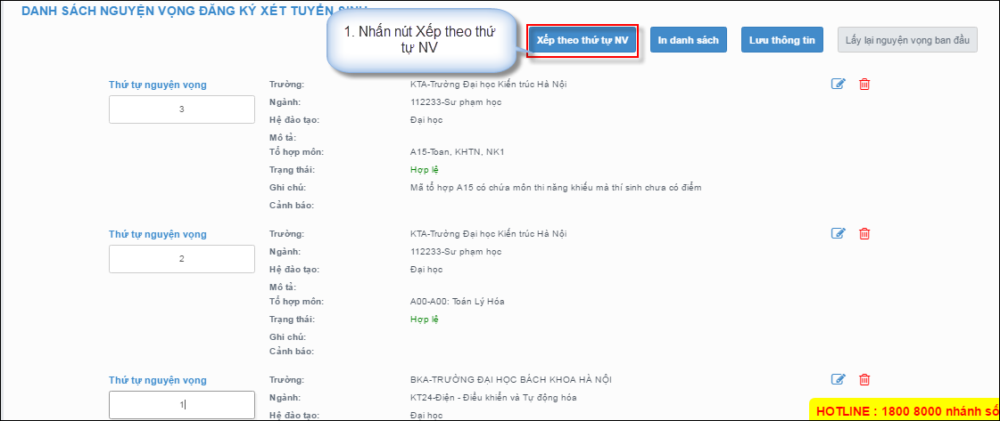 DANH SÁCH NGUYỆN VỌNG ĐĂNG KÝ XÉT TUYỂN SINH
1. Nhấn nút Xếp theo thứ
tự NV
Xếp theo thứ tự NV In danh sách Lưu thông tin Lấy lại nguyện vọng ban đầu
Thứ tự nguyện vọng Trường: KTA-Trường Đại học Kiến trúc Hà Nội
3 Ngành: 112233-Sư phạm học
Hệ đào tạo: Đại học
Mô tả:
Tổ hợp môn: A15-Toan, KHTN, NK1
Trạng thái: Hợp lệ
Ghi chú: Mã tổ hợp A15 có chứa môn thi năng khiếu mà thí sinh chưa có điểm
Cảnh báo:
Thứ tự nguyện vọng Trường: KTA-Trường Đại học Kiến trúc Hà Nội
2 Ngành: 112233-Sư phạm học
Hệ đào tạo: Đại học
Mô tả:
Tổ hợp môn: A00-A00: Toán Lý Hóa
Trạng thái: Hợp lệ
Ghi chú:
Cảnh báo:
Thứ tự nguyện vọng Trường: BKA-TRƯỜNG ĐẠI HỌC BÁCH KHOA HÀ NỘI
1 Ngành: KT24-Điện - Điều khiển và Tự động hóa
Hệ đào tạo: Đại học
HOTLINE : 1800 8000 nhánh số